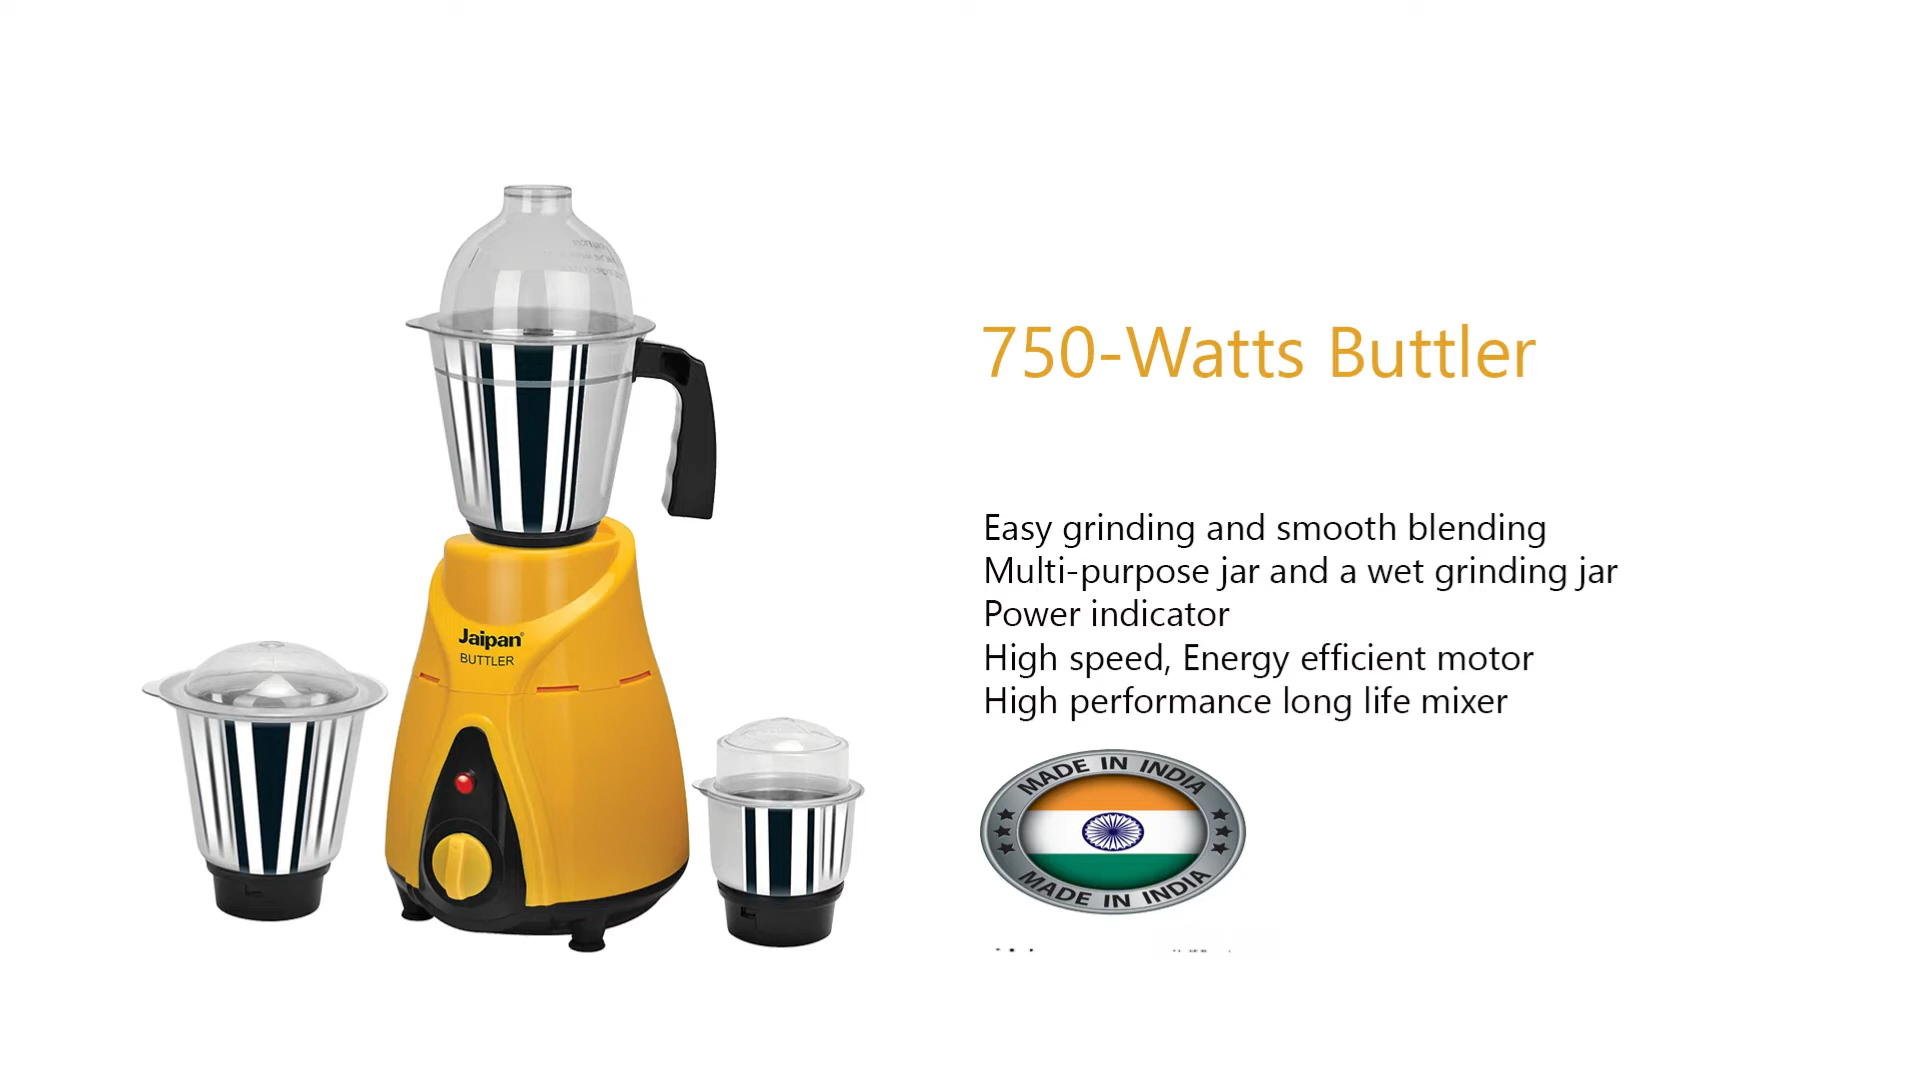 750-Watts Buttler
Easy grinding and smooth blending
Multi-purpose jar and a wet grinding jar
Power indicator
High speed, Energy efficient motor
High performance long life mixer
Jaipan
BUTTLER
MADE IN INDIA
MADE IN INDIA